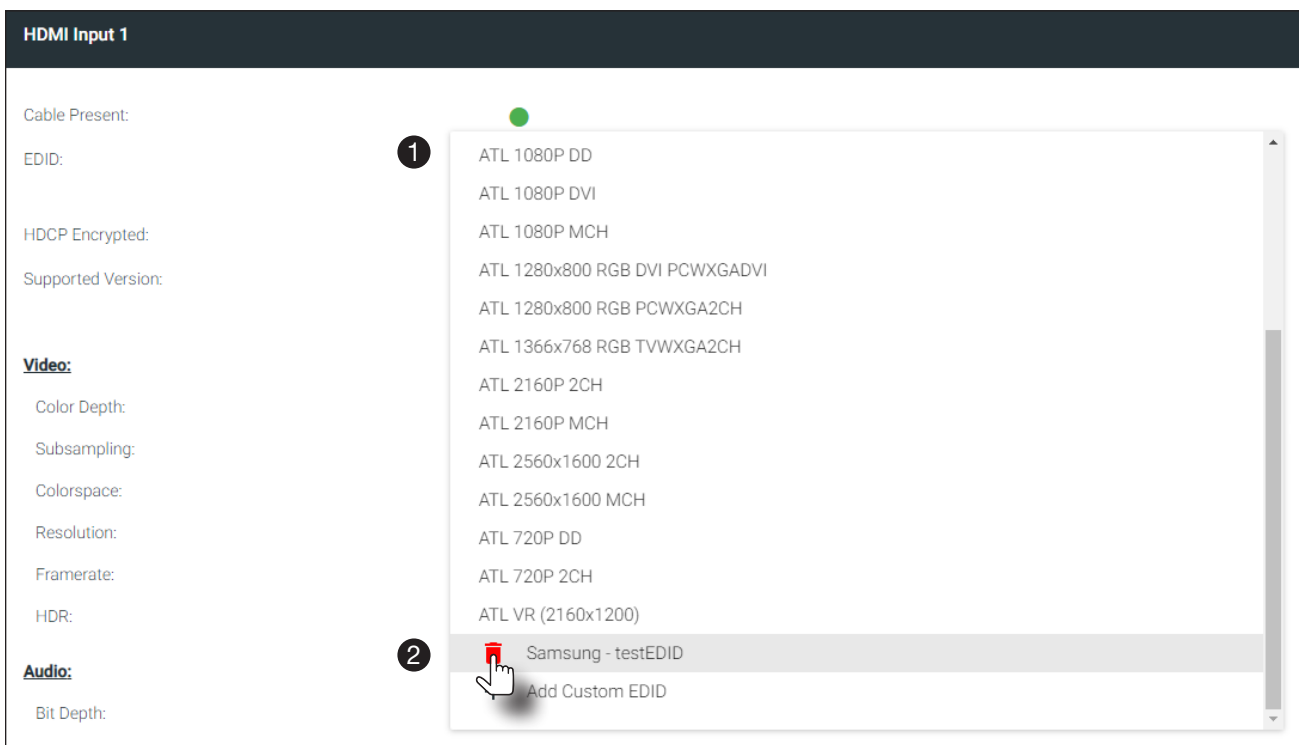 HDMI Input 1
Cable Present:
EDID:
HDCP Encrypted:
Supported Version:
Video:
Color Depth:
Subsampling:
Colorspace:
Resolution:
Framerate:
HDR:
Audio:
Bit Depth:
1
ATL 1080P DD
ATL 1080P DVI
ATL 1080P MCH
ATL 1280x800 RGB DVI PCWXGADVI
ATL 1280x800 RGB PCWXGA2CH
ATL 1366x768 RGB TVWXGA2CH
ATL 2160P 2CH
ATL 2160P MCH
ATL 2560x1600 2CH
ATL 2560x1600 MCH
ATL 720P DD
ATL 720P 2CH
ATL VR (2160x1200)
2 Samsung - testEDID
Add Custom EDID